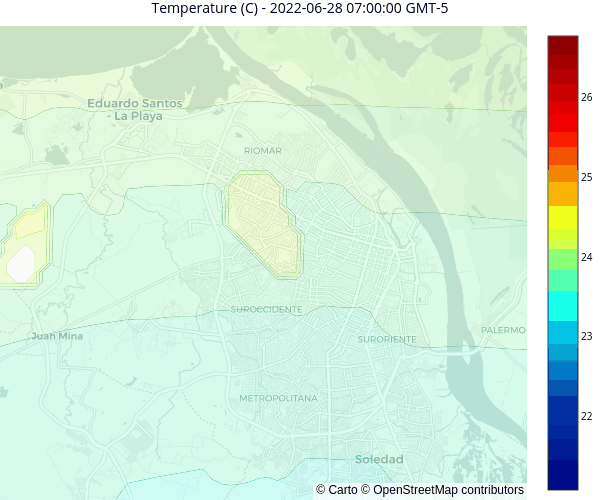 Temperature (C) - 2022-06-28 07:00:00 GMT-5
Eduardo Santos
- La Playa
RIOMAR
SUROCCIDENTE
Juan Mina
SURORIENTE
PALERMO
METROPOLITANA
Soledad
© Carto © OpenStreetMap contributors
26
25
24
23
22